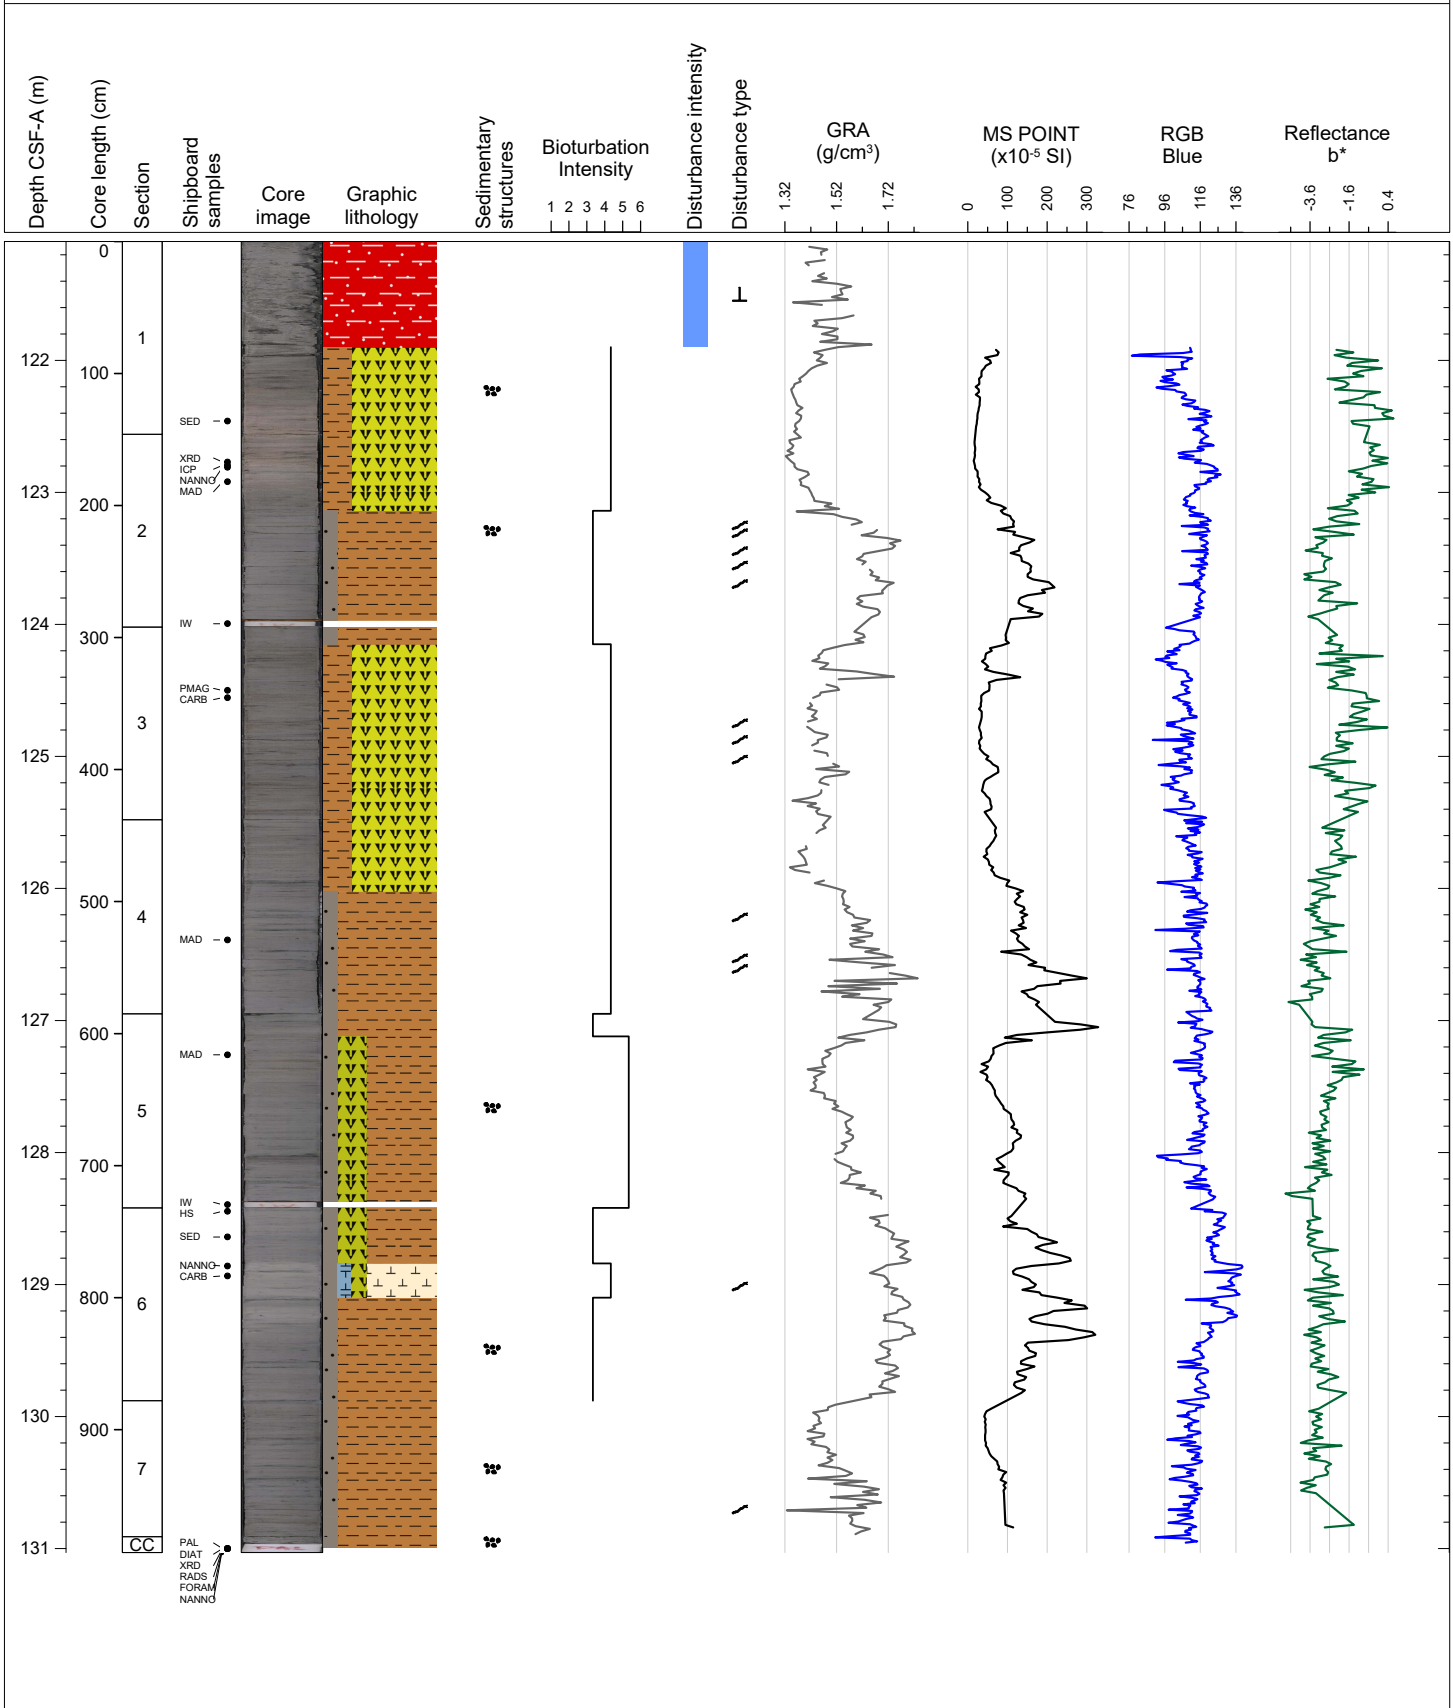 Depth CSF-A (m)
Core length (cm)
Section
Shipboard
samples
Core
image
Graphic
lithology
Sedimentary
structures
Bioturbation
Intensity
1 2 3 4 5 6
Disturbance intensity
Disturbance type
GRA
(g/cm³)
1.32 1.52 1.72
MS POINT
(x10⁻⁵ SI)
0 100 200 300
RGB
Blue
76 96 116 136
Reflectance
b*
-3.6 -1.6 0.4
0
1
122
100
SED
XRD
ICP
NANNO
MAD
123
200
2
124
IW
300
PMAG
CARB
3
125
400
126
500
4
MAD
127
600
MAD
5
128
700
IW
HS
SED
NANNO
CARB
129
800
6
130
900
7
131
CC
PAL
DIAT
XRD
RADS
FORAM
NANNO